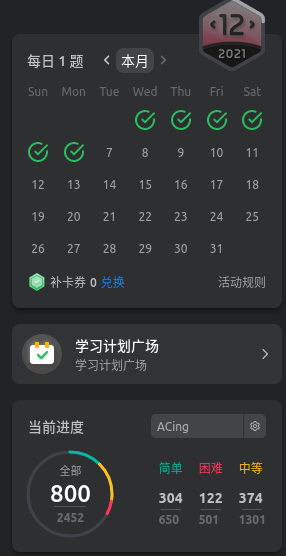 12
2021
每日 1 题 本月
Sun Mon Tue Wed Thu Fri Sat
7 8 9 10 11
12 13 14 15 16 17 18
19 20 21 22 23 24 25
26 27 28 29 30 31
补卡券 0 兑换 活动规则
学习计划广场
学习计划广场
当前进度 ACing
全部 简单 困难 中等
800 304 122 374
2452 650 501 1301